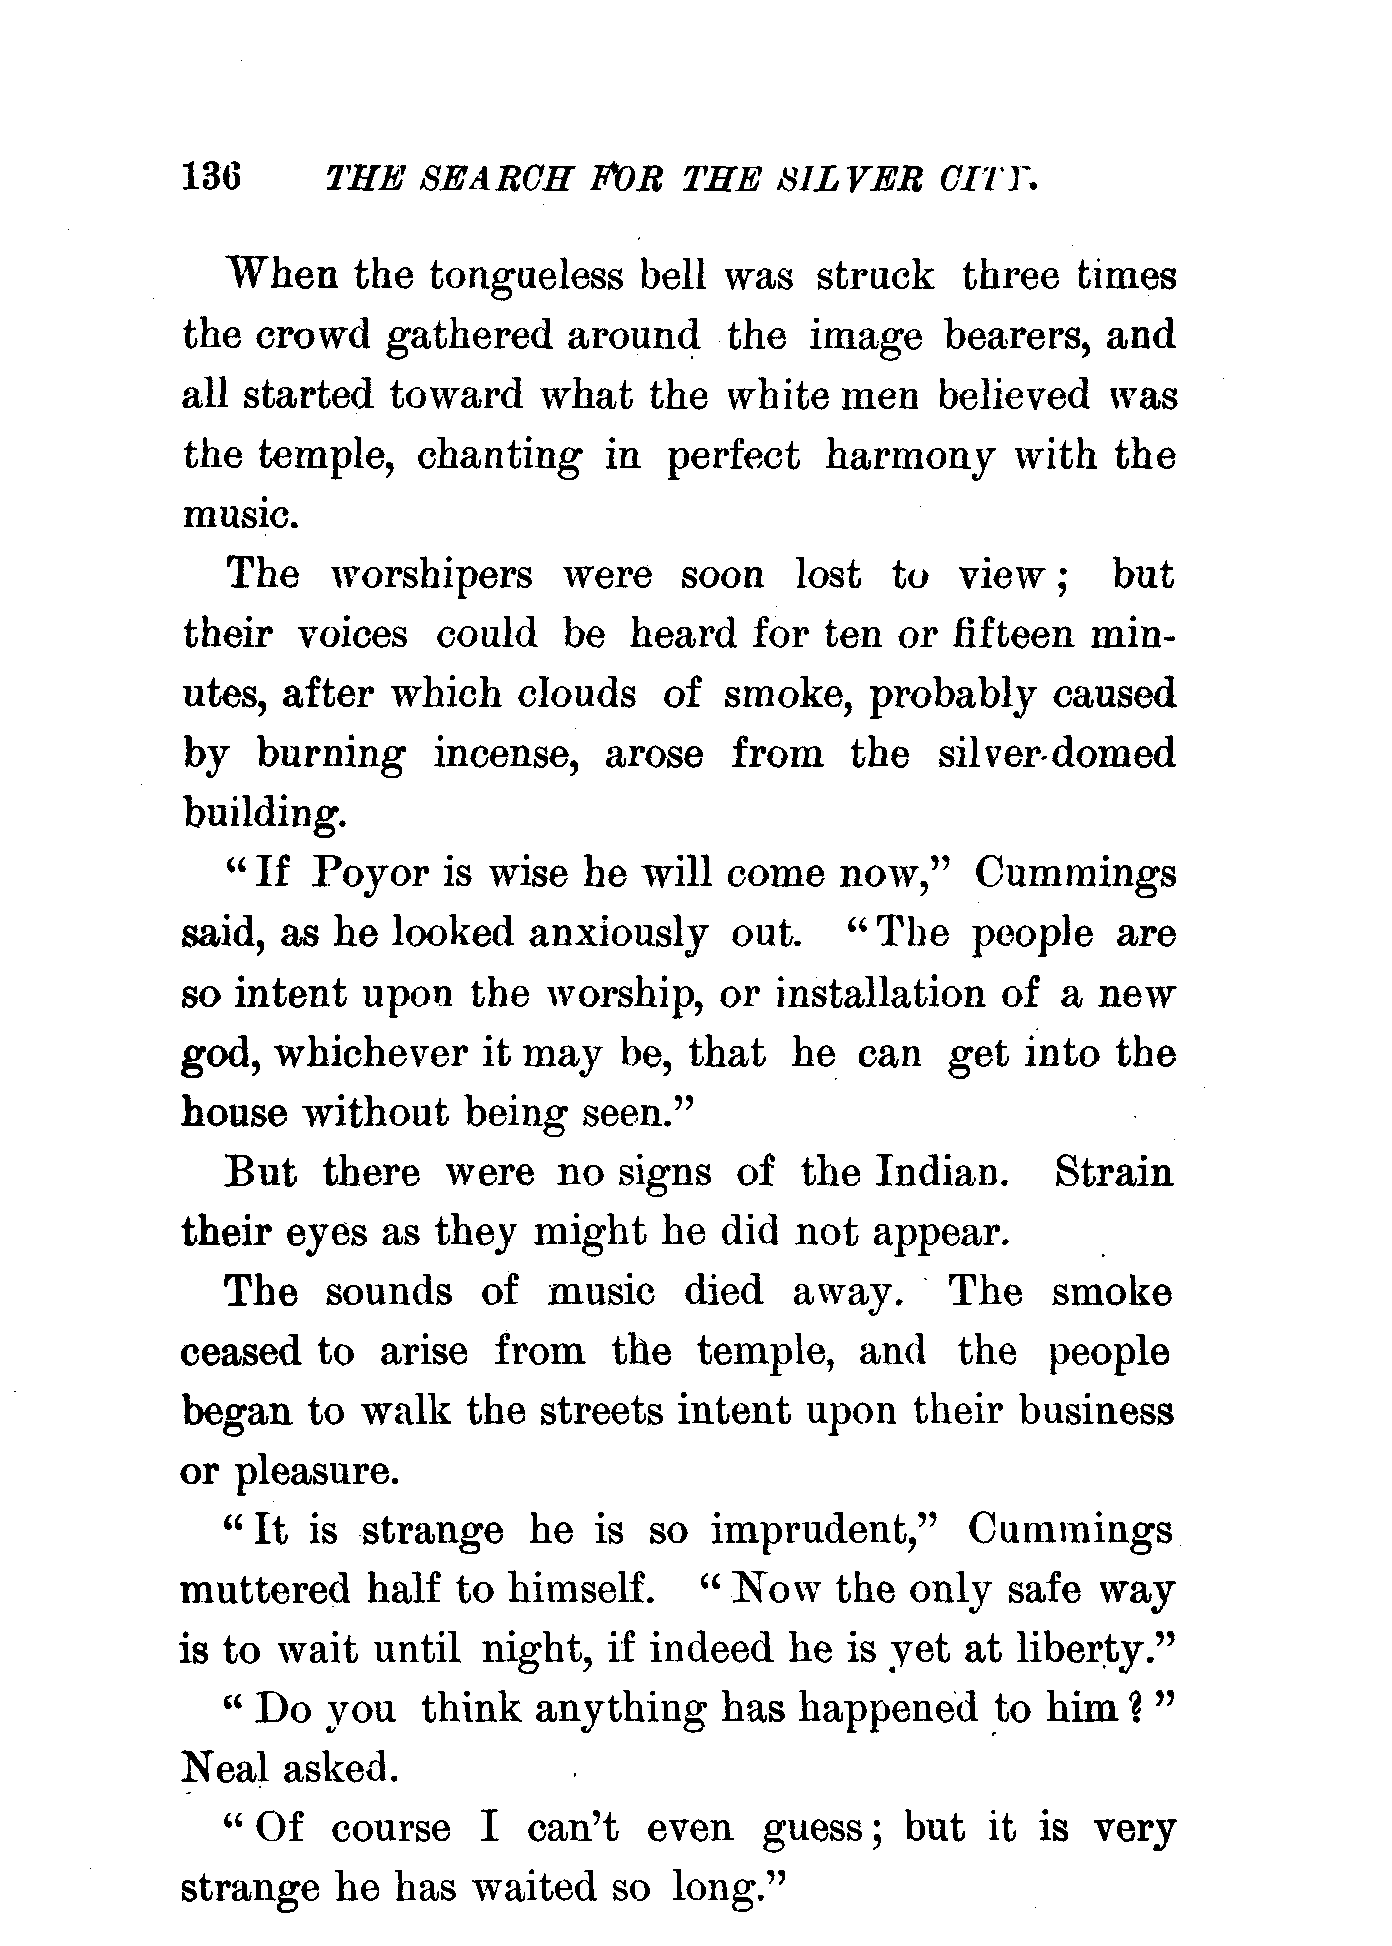 136 THE SEARCH FOR THE SILVER CITY.
When the tongueless bell was struck three times
the crowd gathered around the image bearers, and
all started toward what the white men believed was
the temple, chanting in perfect harmony with the
music.
The worshipers were soon lost to view; but
their voices could be heard for ten or fifteen min-
utes, after which clouds of smoke, probably caused
by burning incense, arose from the silver-domed
building.
“If Poyor is wise he will come now,” Cummings
said, as he looked anxiously out. “The people are
so intent upon the worship, or installation of a new
god, whichever it may be, that he can get into the
house without being seen.”
But there were no signs of the Indian. Strain
their eyes as they might he did not appear.
The sounds of music died away. The smoke
ceased to arise from the temple, and the people
began to walk the streets intent upon their business
or pleasure.
“It is strange he is so imprudent,” Cummings
muttered half to himself. “Now the only safe way
is to wait until night, if indeed he is yet at liberty.”
“Do you think anything has happened to him?”
Neal asked.
“Of course I can’t even guess; but it is very
strange he has waited so long.”